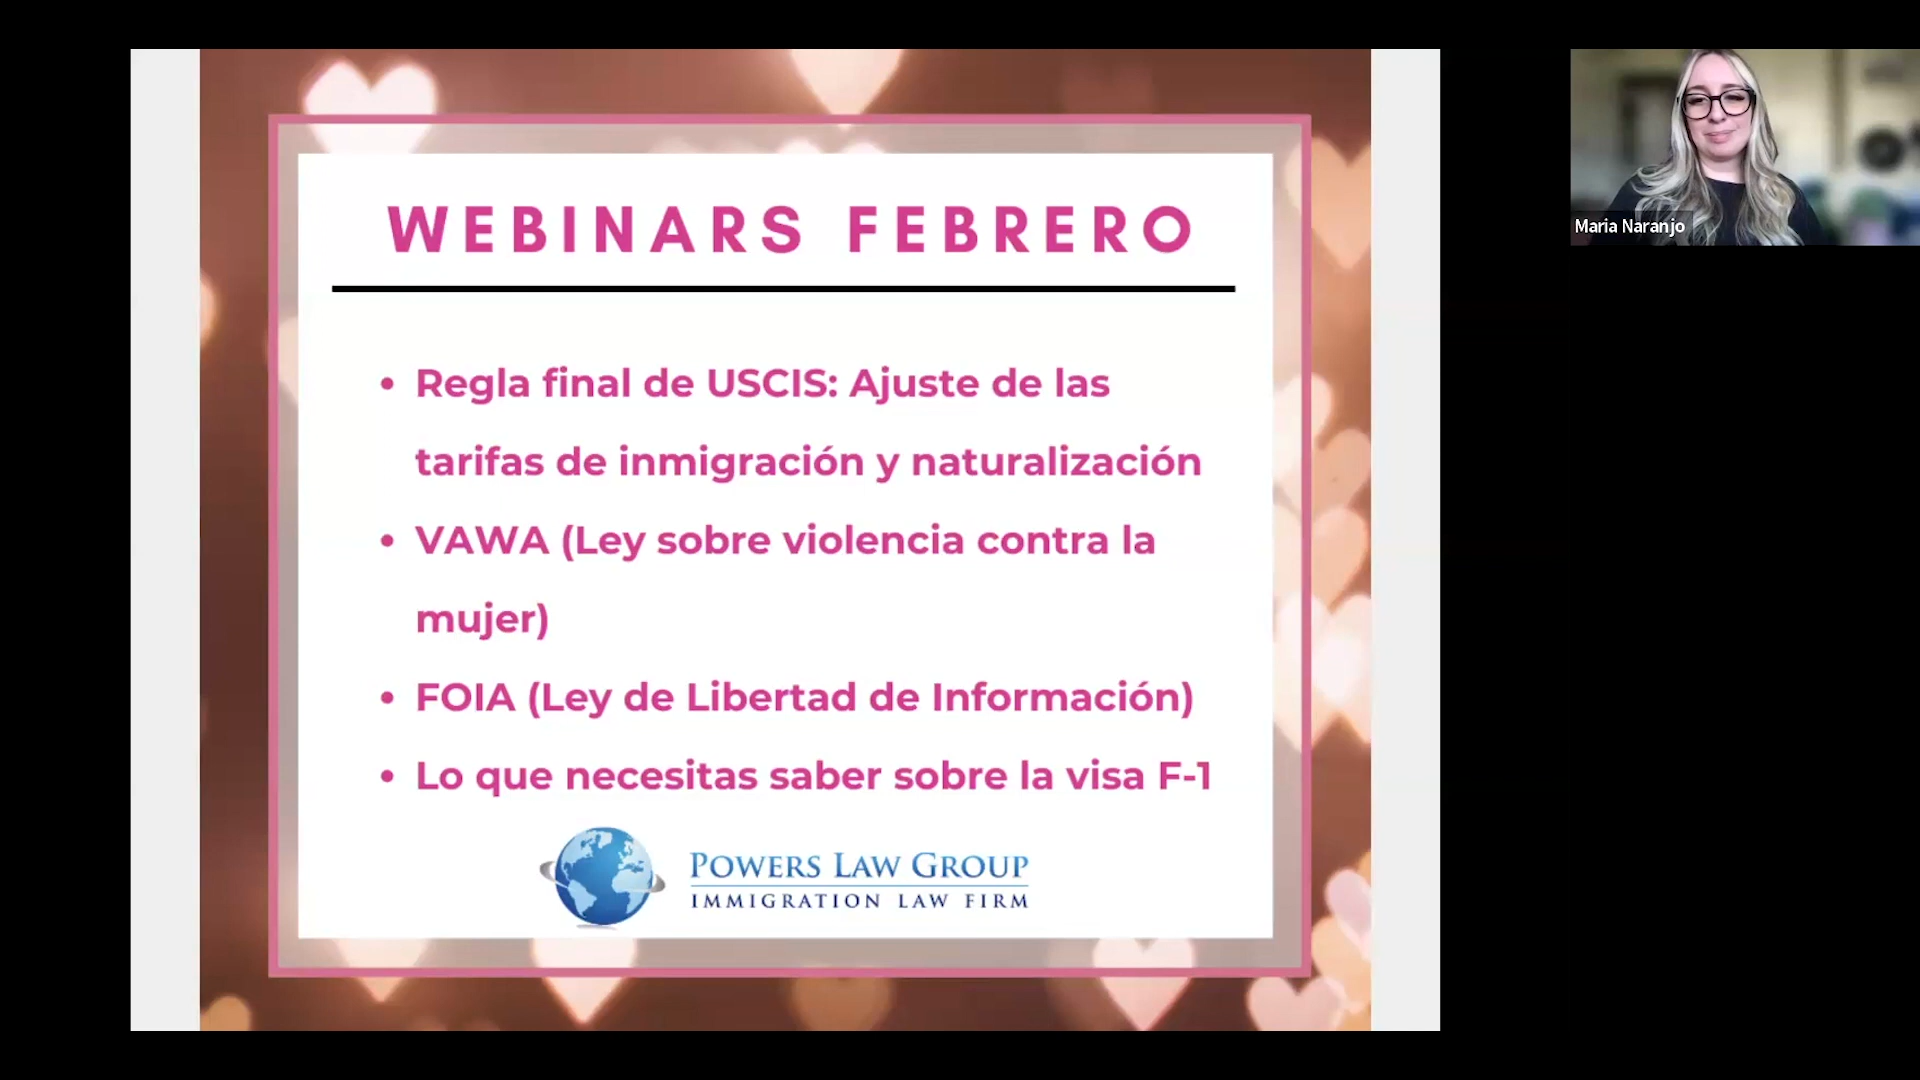 WEBINARS FEBRERO
• Regla final de USCIS: Ajuste de las
tarifas de inmigración y naturalización
• VAWA (Ley sobre violencia contra la
mujer)
• FOIA (Ley de Libertad de Información)
• Lo que necesitas saber sobre la visa F-1
POWERS LAW GROUP
IMMIGRATION LAW FIRM
Maria Naranjo